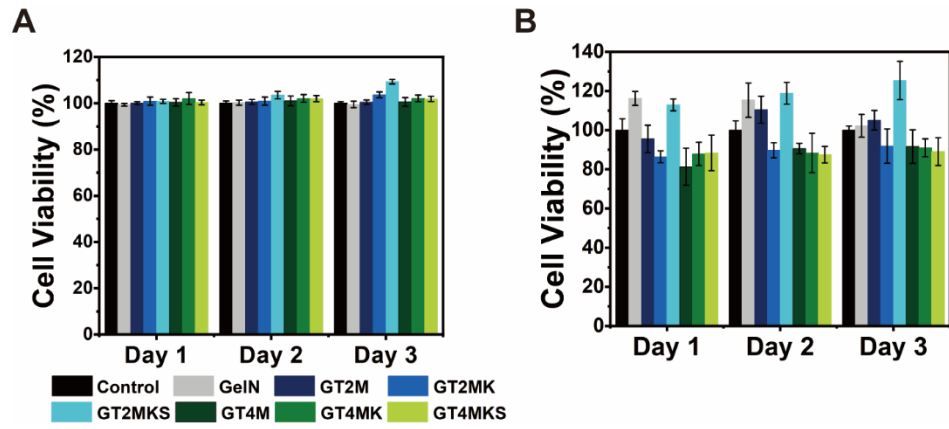 A
Cell Viability (%)
120
100
80
60
40
20
0
Day 1 Day 2 Day 3
Control GelN GT2M GT2MK
GT2MKS GT4M GT4MK GT4MKS
B
Cell Viability (%)
140
120
100
80
60
40
20
0
Day 1 Day 2 Day 3